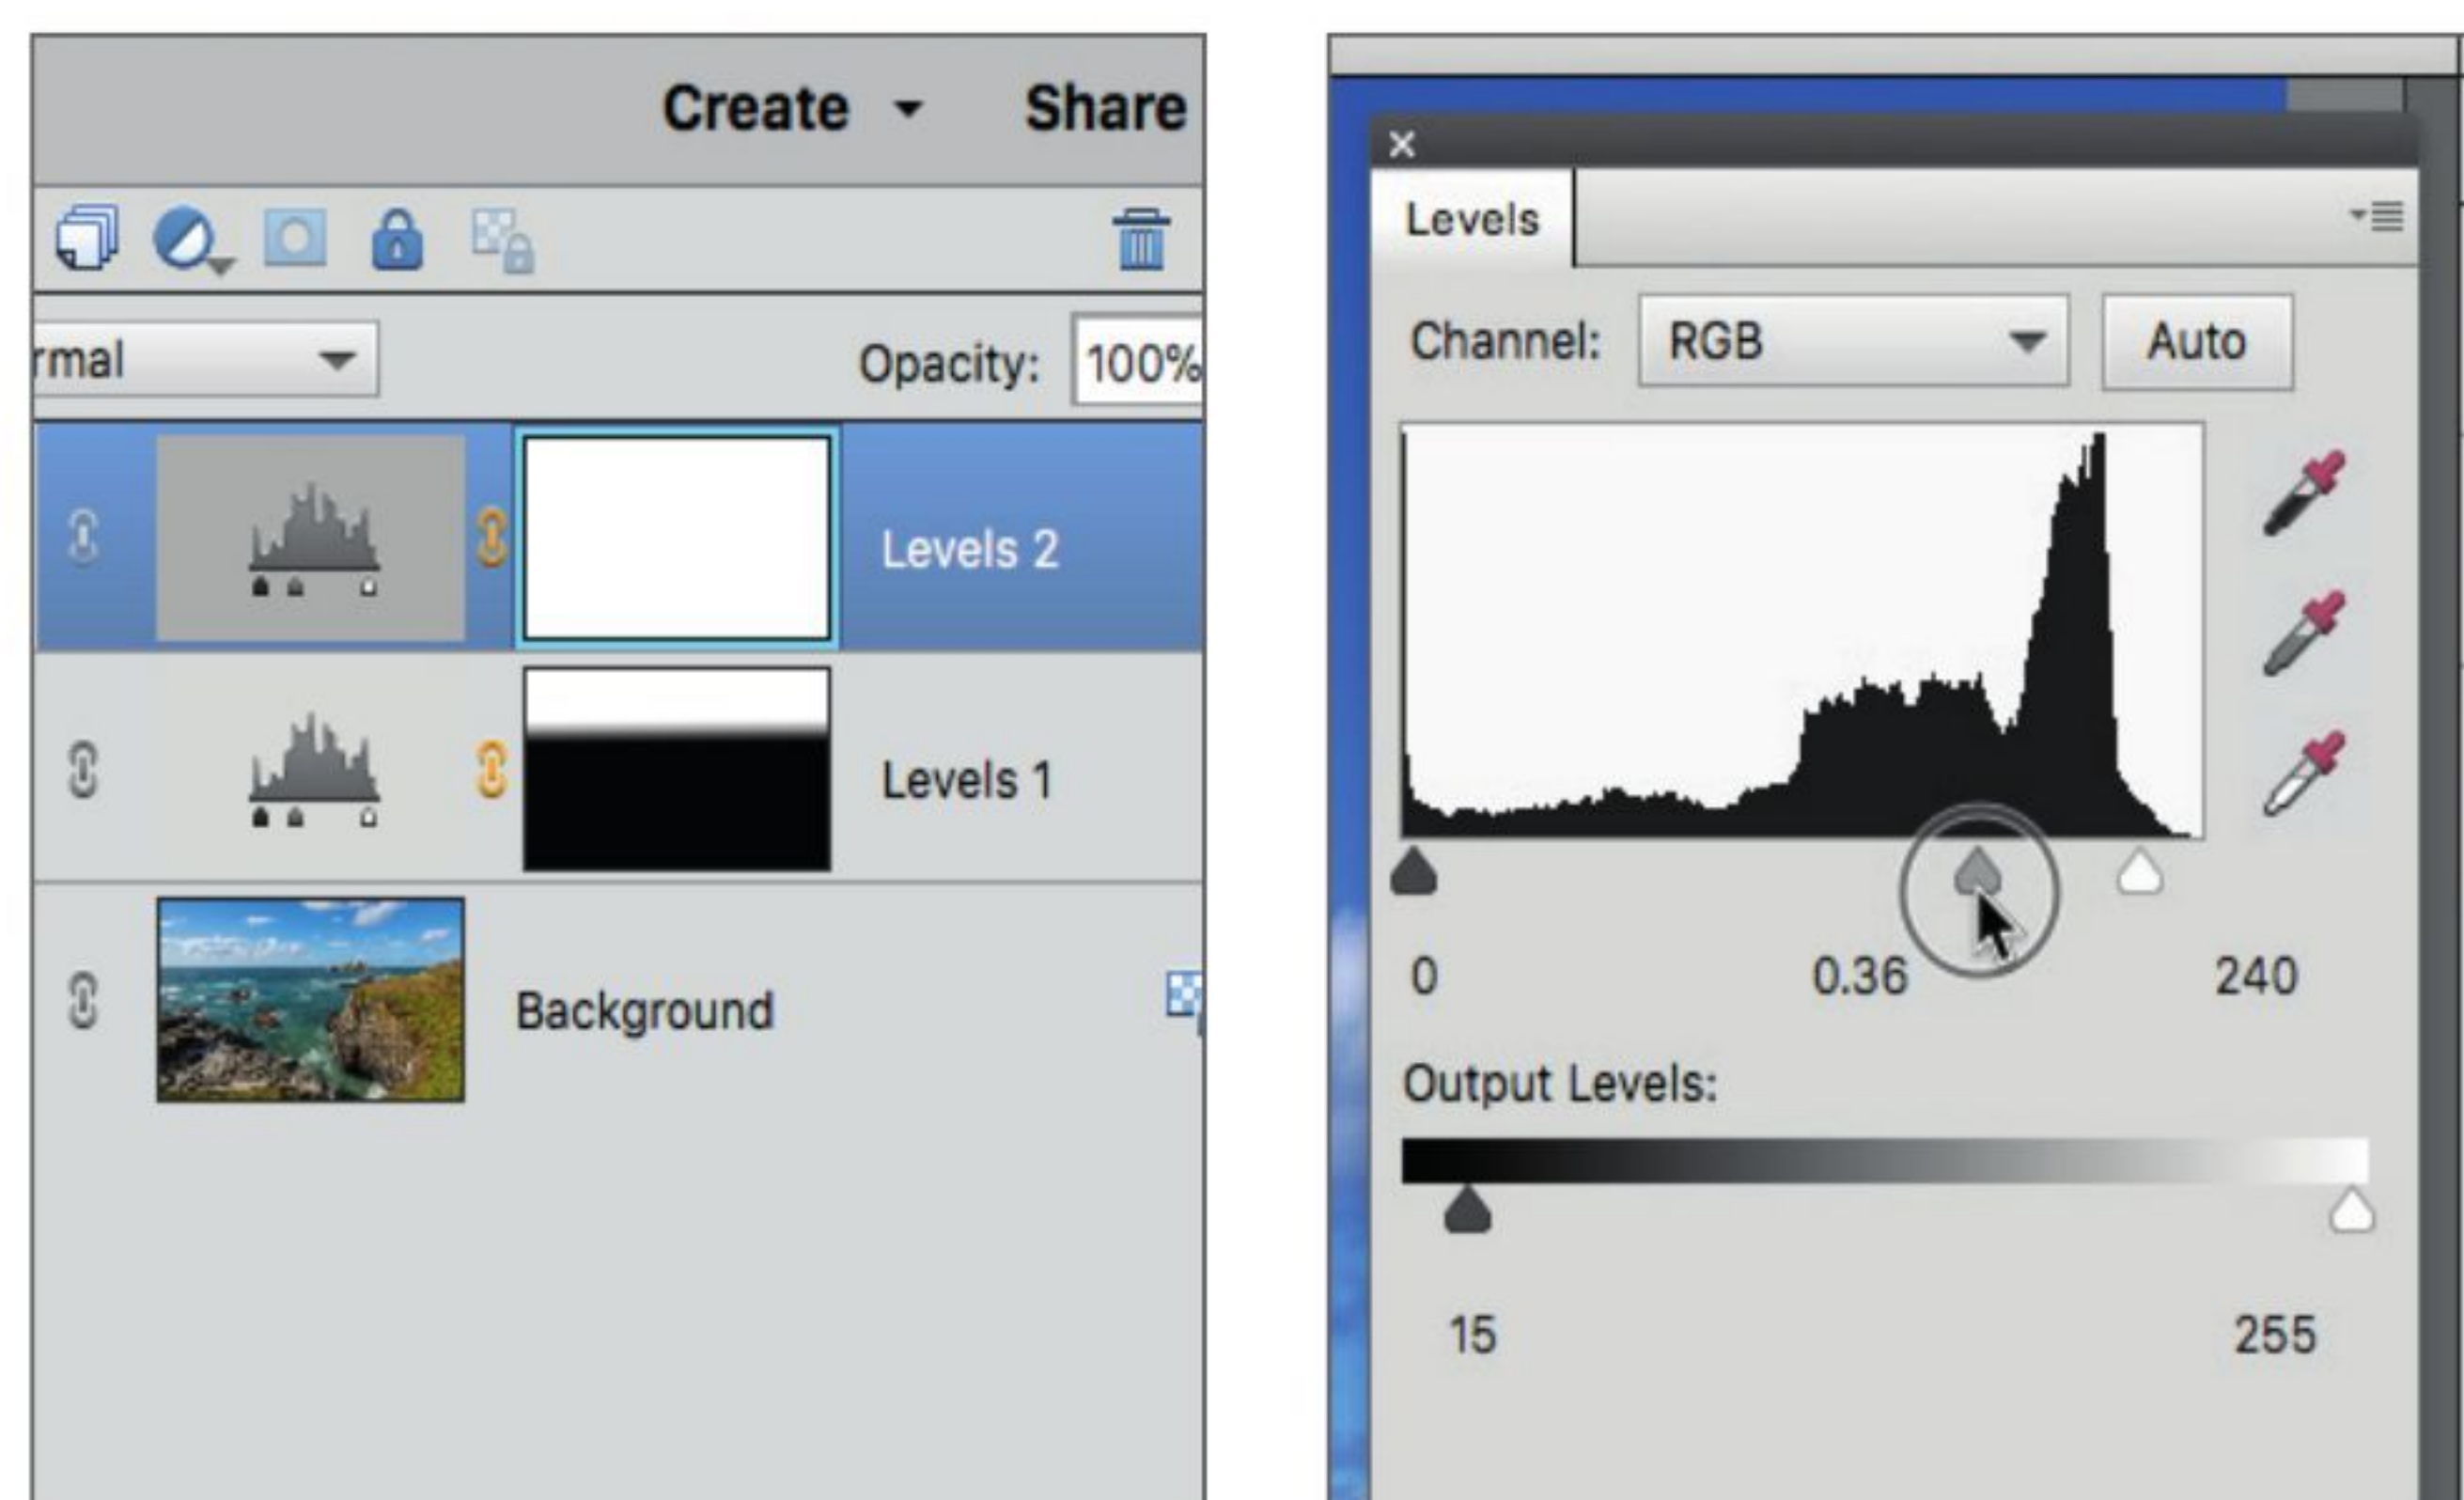 Create Share
rmal Opacity: 100%
Levels 2
Levels 1
Background
Levels
Channel: RGB Auto
0 0.36 240
Output Levels:
15 255